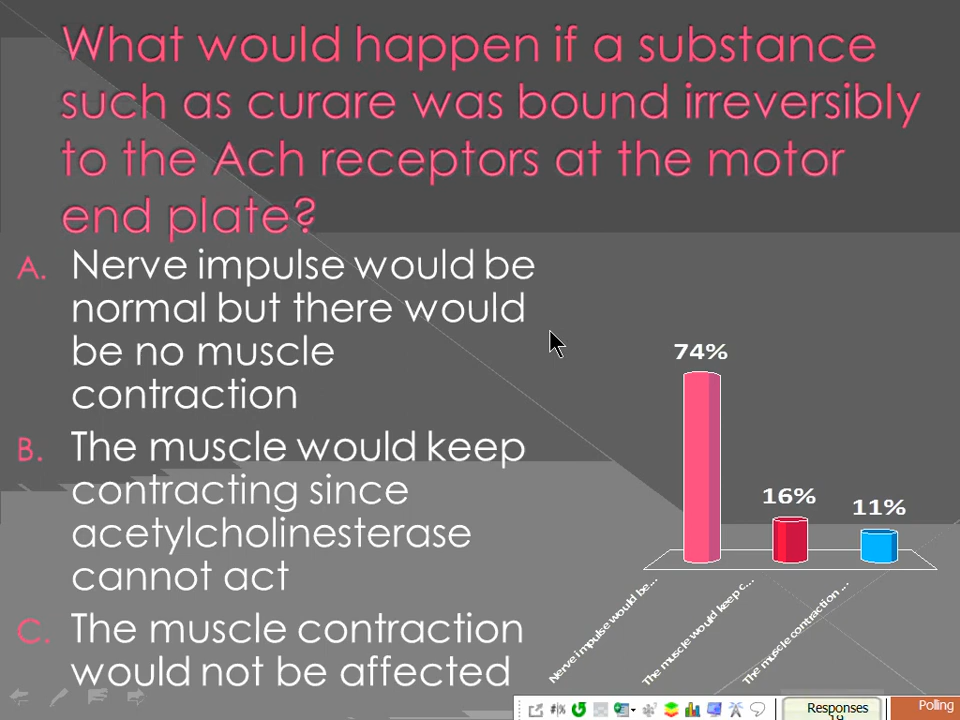 What would happen if a substance
such as curare was bound irreversibly
to the Ach receptors at the motor
end plate?
A. Nerve impulse would be
normal but there would
be no muscle
contraction
B. The muscle would keep
contracting since
acetylcholinesterase
cannot act
C. The muscle contraction
would not be affected
74%
16%
11%
Nerve impulse would be...
The muscle would keep c...
The muscle contraction ...
Responses
19
Polling